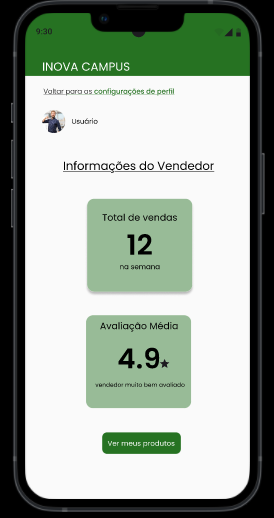 9:30
INOVA CAMPUS
Voltar para as configurações de perfil
Usuário
Informações do Vendedor
Total de vendas
12
na semana
Avaliação Média
4.9
vendedor muito bem avaliado
Ver meus produtos